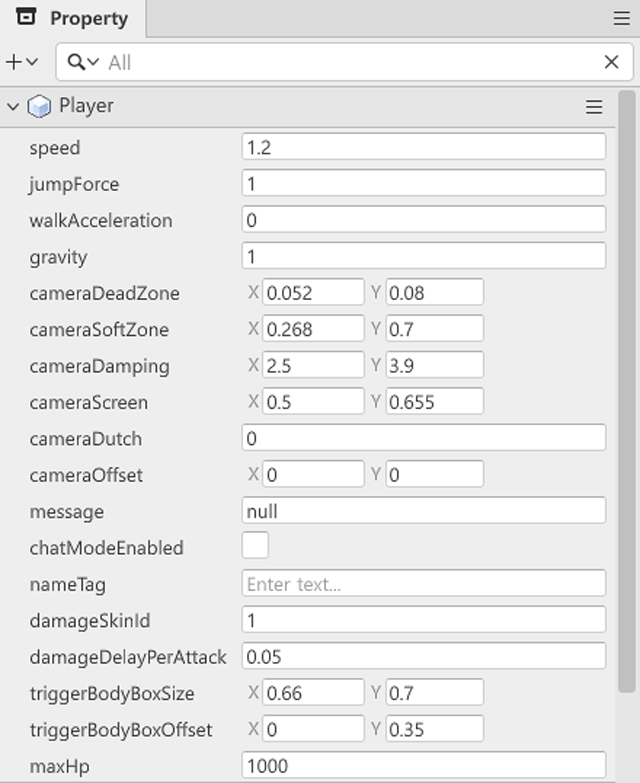 Property
All
Player
speed 1.2
jumpForce 1
walkAcceleration 0
gravity 1
cameraDeadZone X 0.052 Y 0.08
cameraSoftZone X 0.268 Y 0.7
cameraDamping X 2.5 Y 3.9
cameraScreen X 0.5 Y 0.655
cameraDutch 0
cameraOffset X 0 Y 0
message null
chatModeEnabled
nameTag Enter text...
damageSkinId 1
damageDelayPerAttack 0.05
triggerBodyBoxSize X 0.66 Y 0.7
triggerBodyBoxOffset X 0 Y 0.35
maxHp 1000